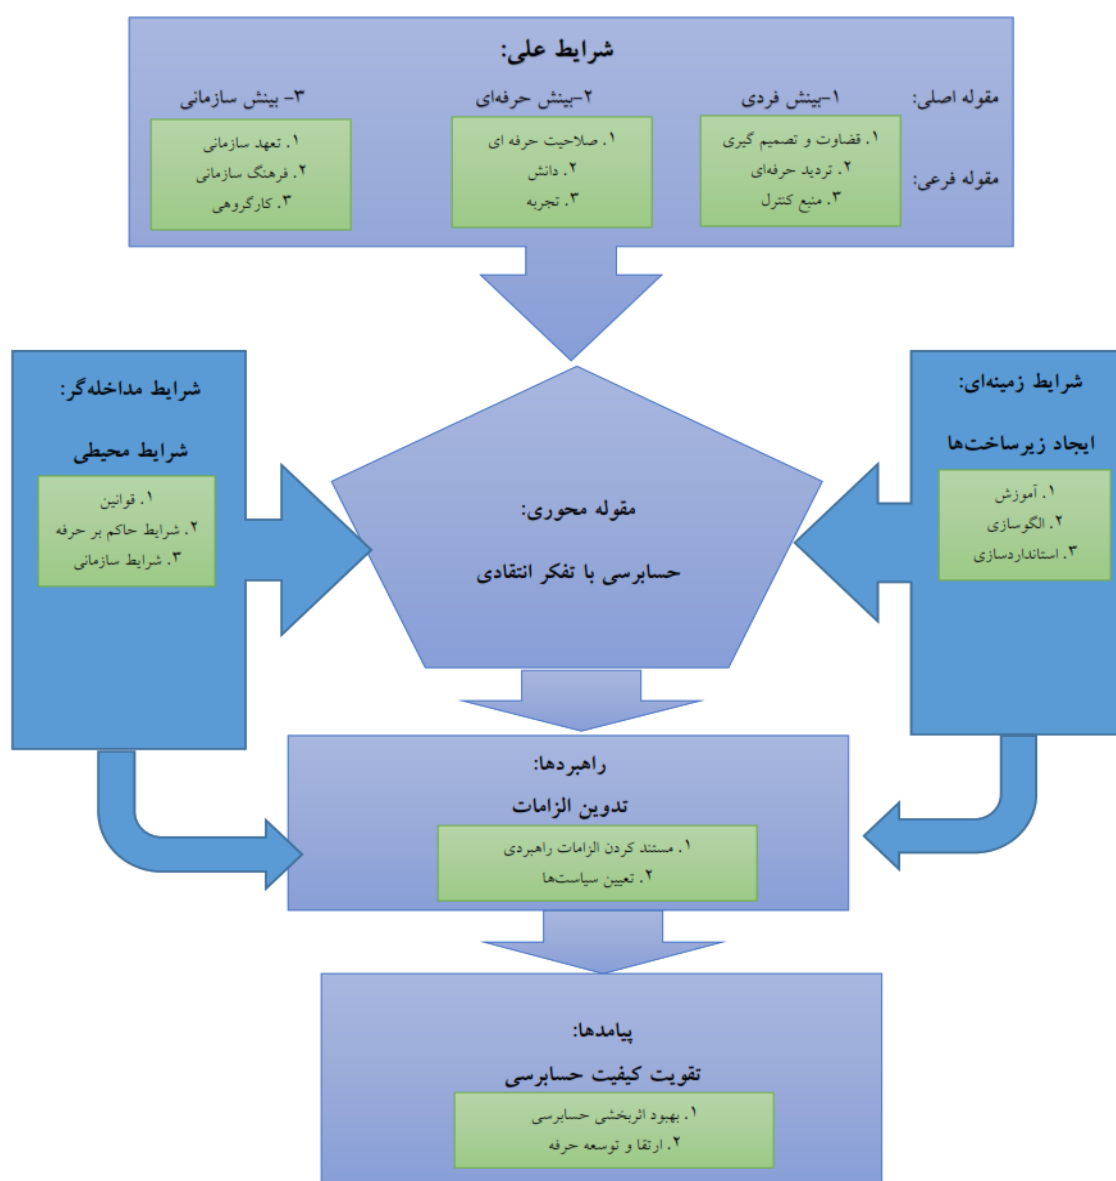 شرایط علی:
مقوله اصلی:
۱-بینش فردی
۲-بینش حرفه‌ای
۳- بینش سازمانی
مقوله فرعی:
۱. قضاوت و تصمیم گیری
۲. تردید حرفه‌ای
۳. منبع کنترل
۱. صلاحیت حرفه ای
۲. دانش
۳. تجربه
۱. تعهد سازمانی
۲. فرهنگ سازمانی
۳. کارگروهی
شرایط زمینه‌ای:
ایجاد زیرساخت‌ها
۱. آموزش
۲. الگوسازی
۳. استانداردسازی
مقوله محوری:
حسابرسی با تفکر انتقادی
شرایط مداخله‌گر:
شرایط محیطی
۱. قوانین
۲. شرایط حاکم بر حرفه
۳. شرایط سازمانی
راهبردها:
تدوین الزامات
۱. مستند کردن الزامات راهبردی
۲. تعیین سیاست‌ها
پیامدها:
تقویت کیفیت حسابرسی
۱. بهبود اثربخشی حسابرسی
۲. ارتقا و توسعه حرفه